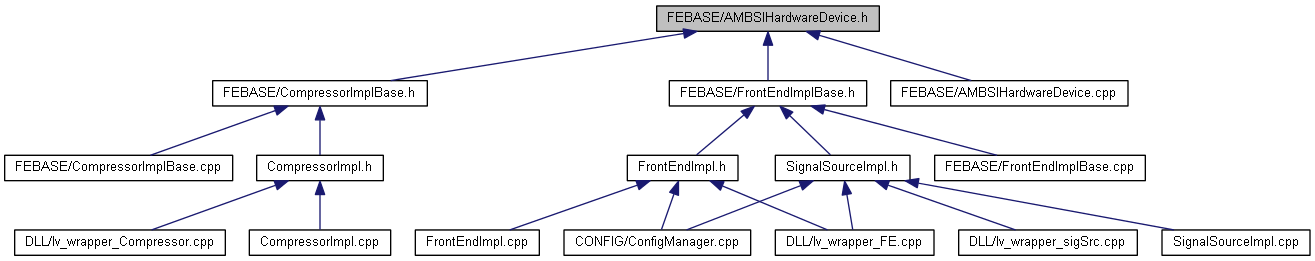 FEBASE/AMBSIHardwareDevice.h
FEBASE/CompressorImplBase.h
FEBASE/FrontEndImplBase.h
FEBASE/AMBSIHardwareDevice.cpp
FEBASE/CompressorImplBase.cpp
CompressorImpl.h
FrontEndImpl.h
SignalSourceImpl.h
FEBASE/FrontEndImplBase.cpp
DLL/lv_wrapper_Compressor.cpp
CompressorImpl.cpp
FrontEndImpl.cpp
CONFIG/ConfigManager.cpp
DLL/lv_wrapper_FE.cpp
DLL/lv_wrapper_sigSrc.cpp
SignalSourceImpl.cpp